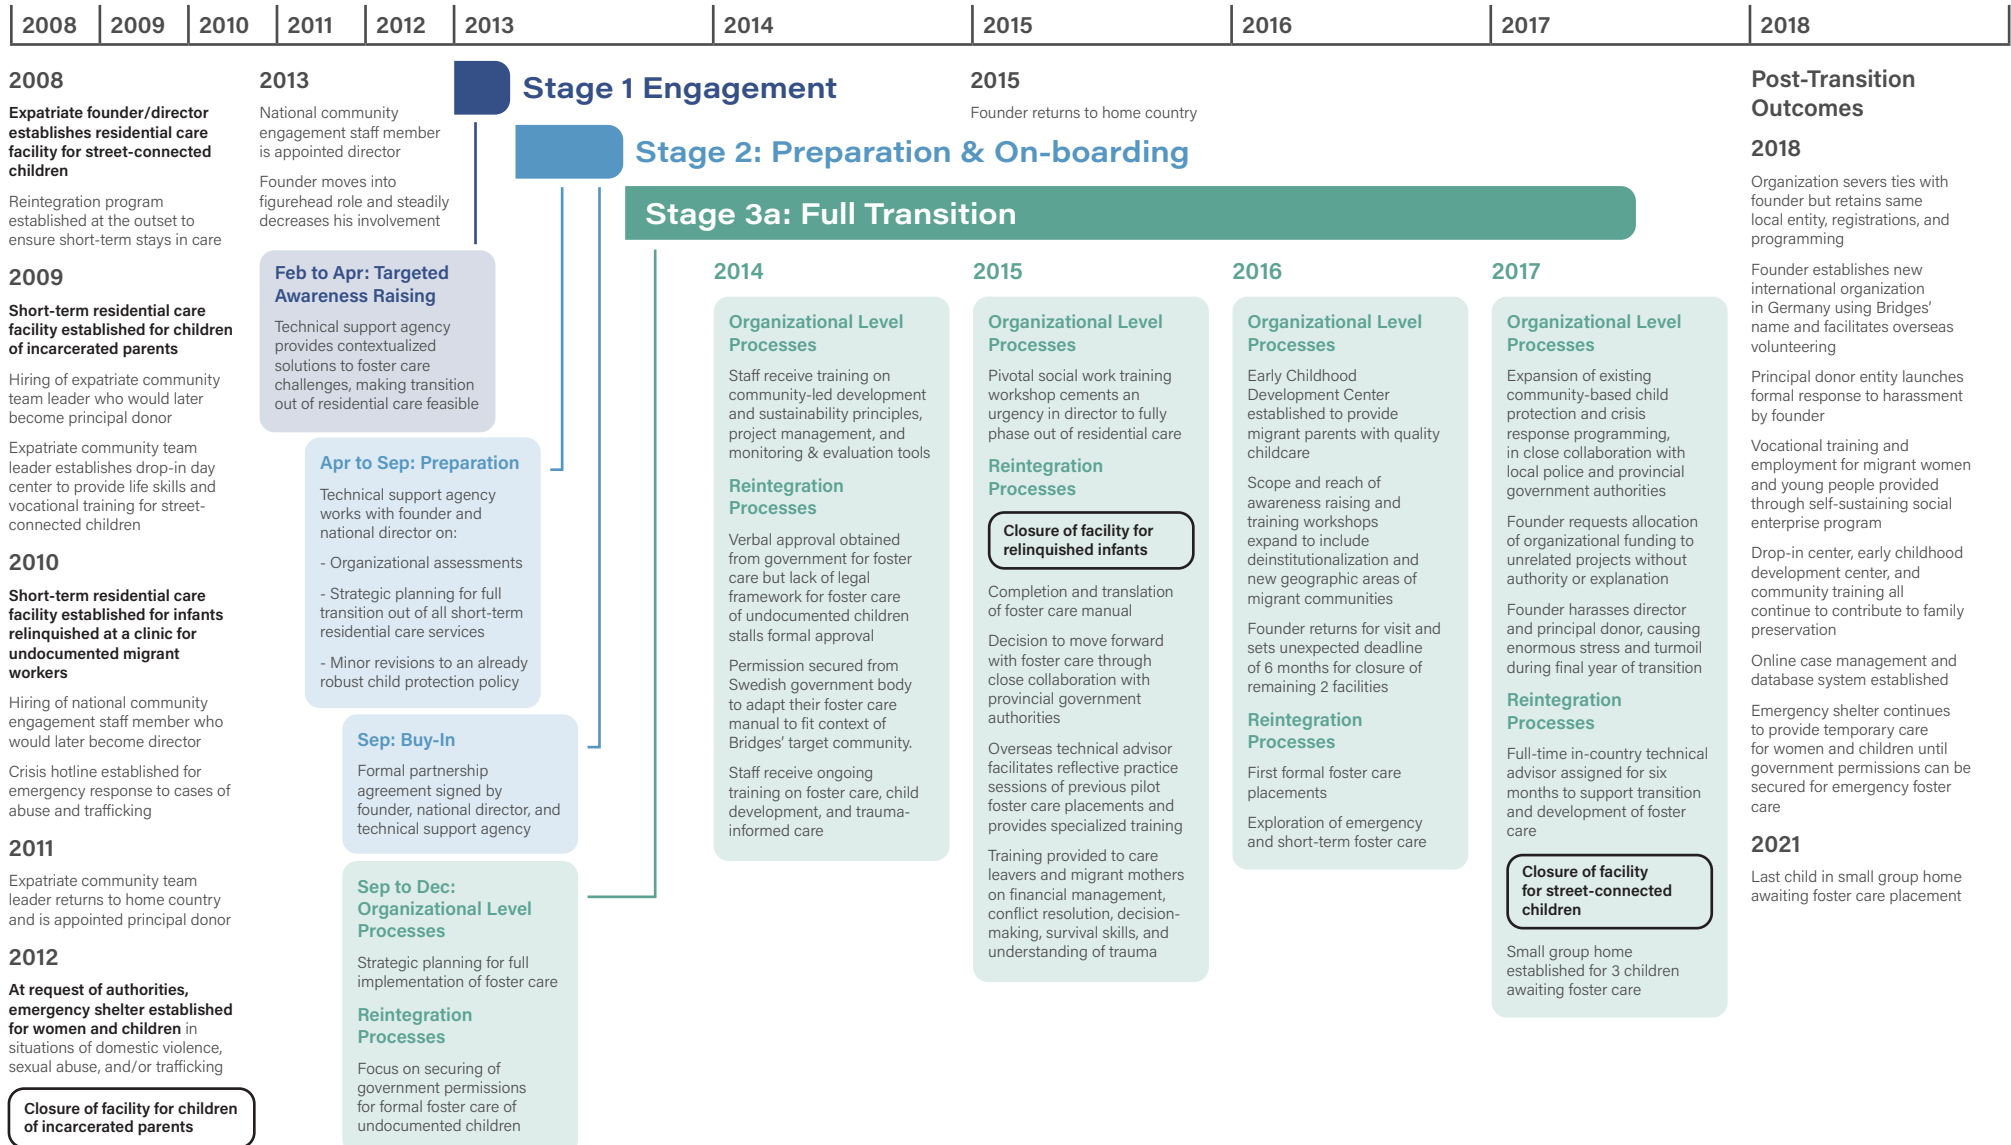 2008
2009
2010
2011
2012
2013
2014
2015
2016
2017
2018
2008
Expatriate founder/director
establishes residential care
facility for street-connected
children
Reintegration program
established at the outset to
ensure short-term stays in care
2009
Short-term residential care
facility established for children
of incarcerated parents
Hiring of expatriate community
team leader who would later
become principal donor
Expatriate community team
leader establishes drop-in day
center to provide life skills and
vocational training for street-
connected children
2010
Short-term residential care
facility established for infants
relinquished at a clinic for
undocumented migrant
workers
Hiring of national community
engagement staff member who
would later become director
Crisis hotline established for
emergency response to cases of
abuse and trafficking
2011
Expatriate community team
leader returns to home country
and is appointed principal donor
2012
At request of authorities,
emergency shelter established
for women and children in
situations of domestic violence,
sexual abuse, and/or trafficking
Closure of facility for children
of incarcerated parents
2013
National community
engagement staff member
is appointed director
Founder moves into
figurehead role and steadily
decreases his involvement
Stage 1 Engagement
Feb to Apr: Targeted
Awareness Raising
Technical support agency
provides contextualized
solutions to foster care
challenges, making transition
out of residential care feasible
Stage 2: Preparation & On-boarding
Apr to Sep: Preparation
Technical support agency
works with founder and
national director on:
- Organizational assessments
- Strategic planning for full
transition out of all short-term
residential care services
- Minor revisions to an already
robust child protection policy
Sep: Buy-In
Formal partnership
agreement signed by
founder, national director, and
technical support agency
Stage 3a: Full Transition
Sep to Dec:
Organizational Level
Processes
Strategic planning for full
implementation of foster care
Reintegration
Processes
Focus on securing of
government permissions
for formal foster care of
undocumented children
2015
Founder returns to home country
2014
Organizational Level
Processes
Staff receive training on
community-led development
and sustainability principles,
project management, and
monitoring & evaluation tools
Reintegration
Processes
Verbal approval obtained
from government for foster
care but lack of legal
framework for foster care
of undocumented children
stalls formal approval
Permission secured from
Swedish government body
to adapt their foster care
manual to fit context of
Bridges' target community.
Staff receive ongoing
training on foster care, child
development, and trauma-
informed care
2015
Organizational Level
Processes
Pivotal social work training
workshop cements an
urgency in director to fully
phase out of residential care
Reintegration
Processes
Closure of facility for
relinquished infants
Completion and translation
of foster care manual
Decision to move forward
with foster care through
close collaboration with
provincial government
authorities
Overseas technical advisor
facilitates reflective practice
sessions of previous pilot
foster care placements and
provides specialized training
Training provided to care
leavers and migrant mothers
on financial management,
conflict resolution, decision-
making, survival skills, and
understanding of trauma
2016
Organizational Level
Processes
Early Childhood
Development Center
established to provide
migrant parents with quality
childcare
Scope and reach of
awareness raising and
training workshops
expand to include
deinstitutionalization and
new geographic areas of
migrant communities
Founder returns for visit and
sets unexpected deadline
of 6 months for closure of
remaining 2 facilities
Reintegration
Processes
First formal foster care
placements
Exploration of emergency
and short-term foster care
2017
Organizational Level
Processes
Expansion of existing
community-based child
protection and crisis
response programming,
in close collaboration with
local police and provincial
government authorities
Founder requests allocation
of organizational funding to
unrelated projects without
authority or explanation
Founder harasses director
and principal donor, causing
enormous stress and turmoil
during final year of transition
Reintegration
Processes
Full-time in-country technical
advisor assigned for six
months to support transition
and development of foster
care
Closure of facility
for street-connected
children
Small group home
established for 3 children
awaiting foster care
Post-Transition
Outcomes
2018
Organization severs ties with
founder but retains same
local entity, registrations, and
programming
Founder establishes new
international organization
in Germany using Bridges'
name and facilitates overseas
volunteering
Principal donor entity launches
formal response to harassment
by founder
Vocational training and
employment for migrant women
and young people provided
through self-sustaining social
enterprise program
Drop-in center, early childhood
development center, and
community training all
continue to contribute to family
preservation
Online case management and
database system established
Emergency shelter continues
to provide temporary care
for women and children until
government permissions can be
secured for emergency foster
care
2021
Last child in small group home
awaiting foster care placement